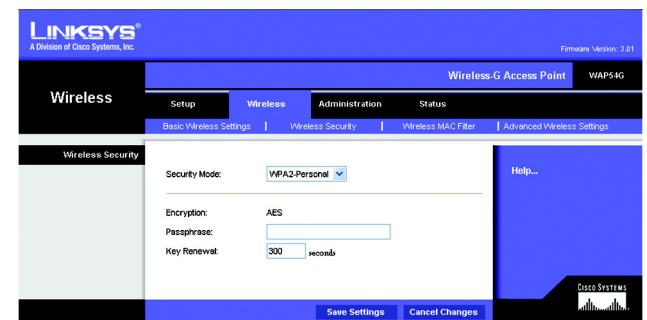 LINKSYS®
A Division of Cisco Systems, Inc.
Firmware Version: 3.01
Wireless-G Access Point WAP54G
Wireless
Setup Wireless Administration Status
Basic Wireless Settings | Wireless Security | Wireless MAC Filter | Advanced Wireless Settings
Wireless Security
Security Mode: WPA2-Personal
Help...
Encryption: AES
Passphrase:
Key Renewal: 300 seconds
CISCO SYSTEMS
Save Settings Cancel Changes